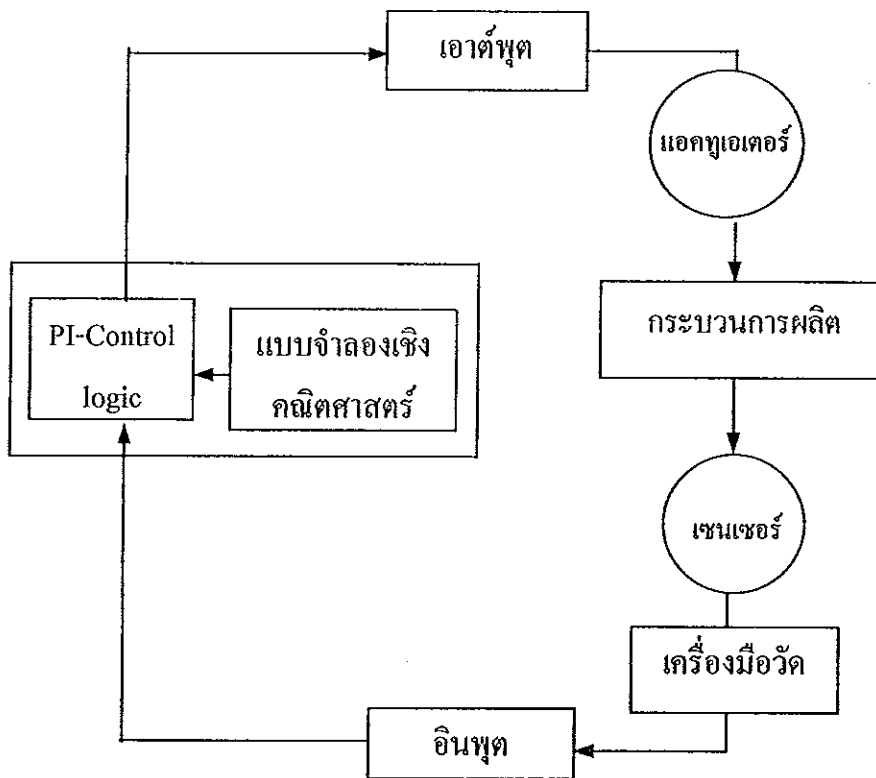 เอาต์พุต
แอคทูเอเตอร์
PI-Control
logic
แบบจำลองเชิง
คณิตศาสตร์
กระบวนการผลิต
เซนเซอร์
เครื่องมือวัด
อินพุต